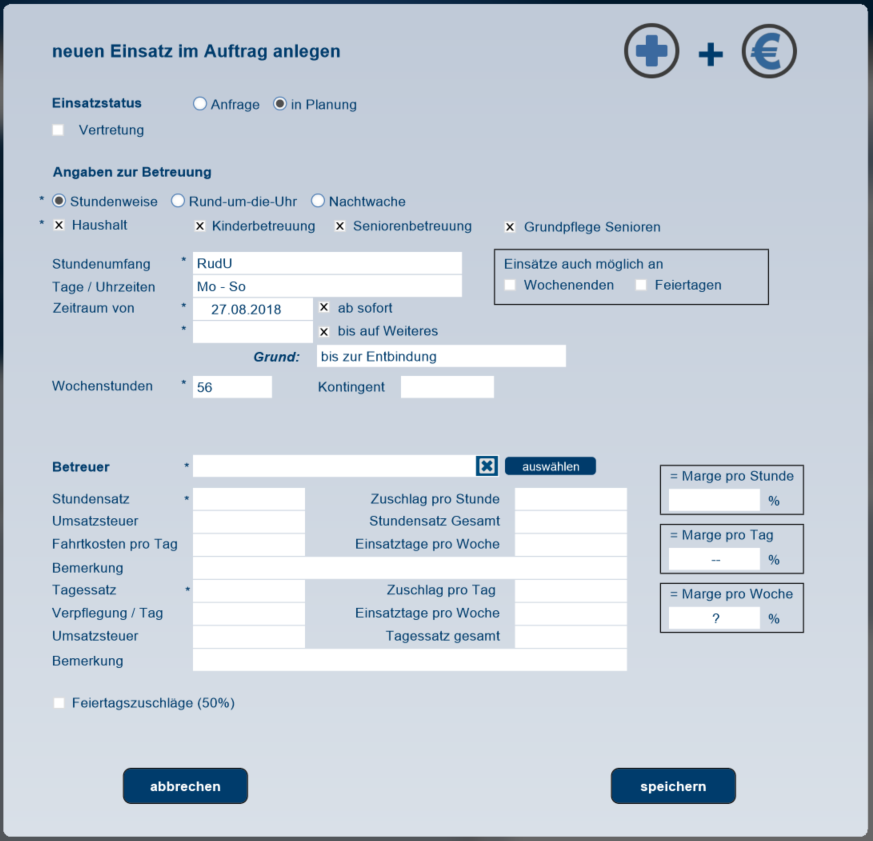 neuen Einsatz im Auftrag anlegen
+ €
Einsatzstatus Anfrage in Planung
Vertretung
Angaben zur Betreuung
* Stundenweise Rund-um-die-Uhr Nachtwache
* x Haushalt x Kinderbetreuung x Seniorenbetreuung x Grundpflege Senioren
Stundenumfang * RudU Einsätze auch möglich an
Tage / Uhrzeiten Mo - So Wochenenden Feiertagen
Zeitraum von * 27.08.2018 x ab sofort
* x bis auf Weiteres
Grund: bis zur Entbindung
Wochenstunden * 56 Kontingent
Betreuer * x auswählen
= Marge pro Stunde
%
Stundensatz * Zuschlag pro Stunde
Umsatzsteuer Stundensatz Gesamt
= Marge pro Tag
-- %
Fahrtkosten pro Tag Einsatztage pro Woche
Bemerkung
Tagessatz * Zuschlag pro Tag
= Marge pro Woche
? %
Verpflegung / Tag Einsatztage pro Woche
Umsatzsteuer Tagessatz gesamt
Bemerkung
Feiertagszuschläge (50%)
abbrechen speichern